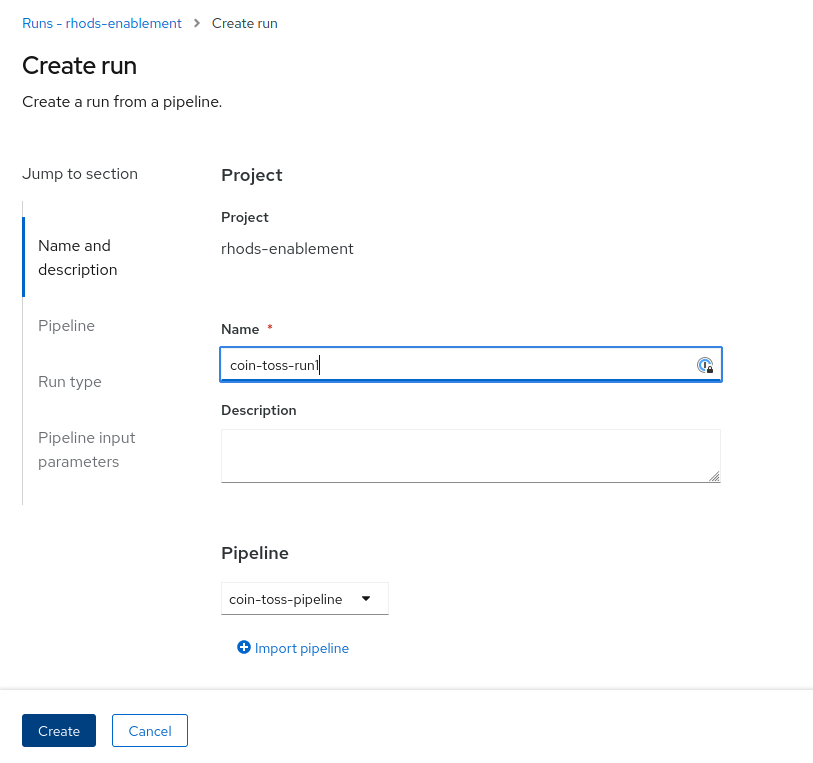 Runs - rhods-enablement > Create run
Create run
Create a run from a pipeline.
Jump to section
Name and
description
Pipeline
Run type
Pipeline input
parameters
Project
Project
rhods-enablement
Name *
coin-toss-run1
Description
Pipeline
coin-toss-pipeline
Import pipeline
Create
Cancel